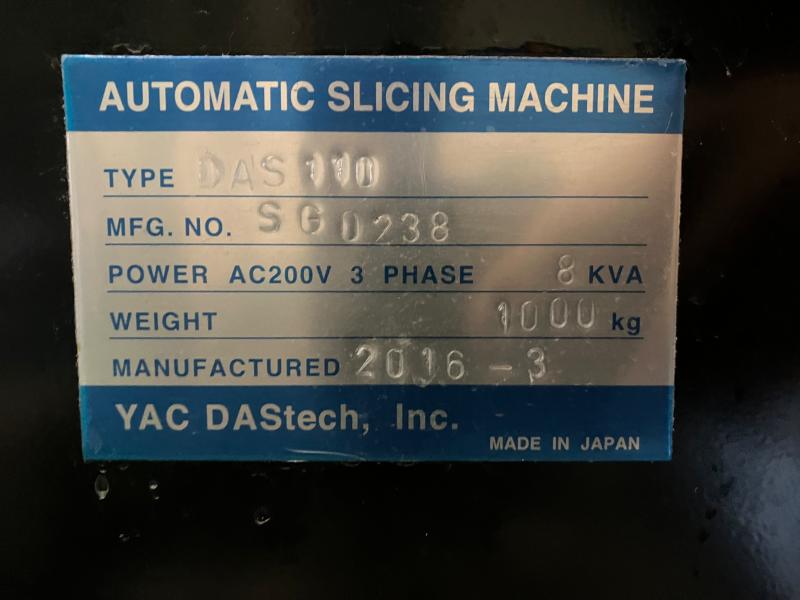 AUTOMATIC SLICING MACHINE
TYPE DAS 110
MFG. NO. SG0238
POWER AC200V 3 PHASE 8 KVA
WEIGHT 1000 kg
MANUFACTURED 2016 - 3
YAC DAStech, Inc.
MADE IN JAPAN